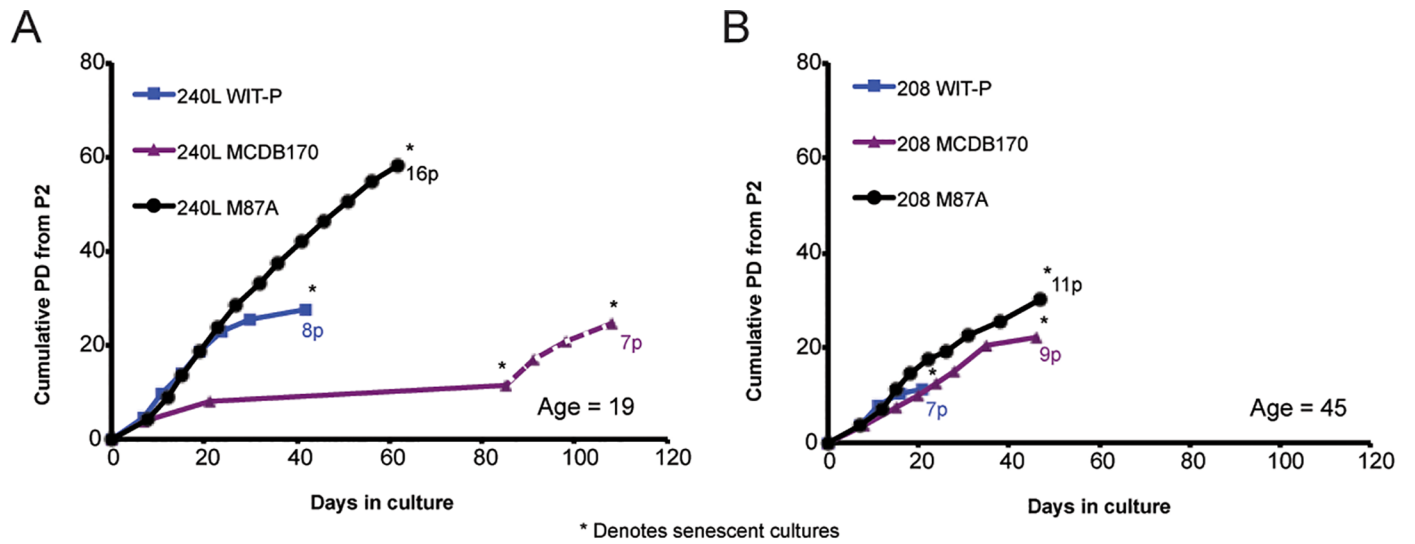 A
80
60
40
20
0
Cumulative PD from P2
240L WIT-P
240L MCDB170
240L M87A
*
16p
*
8p
*
*
7p
Age = 19
0 20 40 60 80 100 120
Days in culture
B
80
60
40
20
0
Cumulative PD from P2
208 WIT-P
208 MCDB170
208 M87A
*
11p
*
9p
*
7p
Age = 45
0 20 40 60 80 100 120
Days in culture
* Denotes senescent cultures